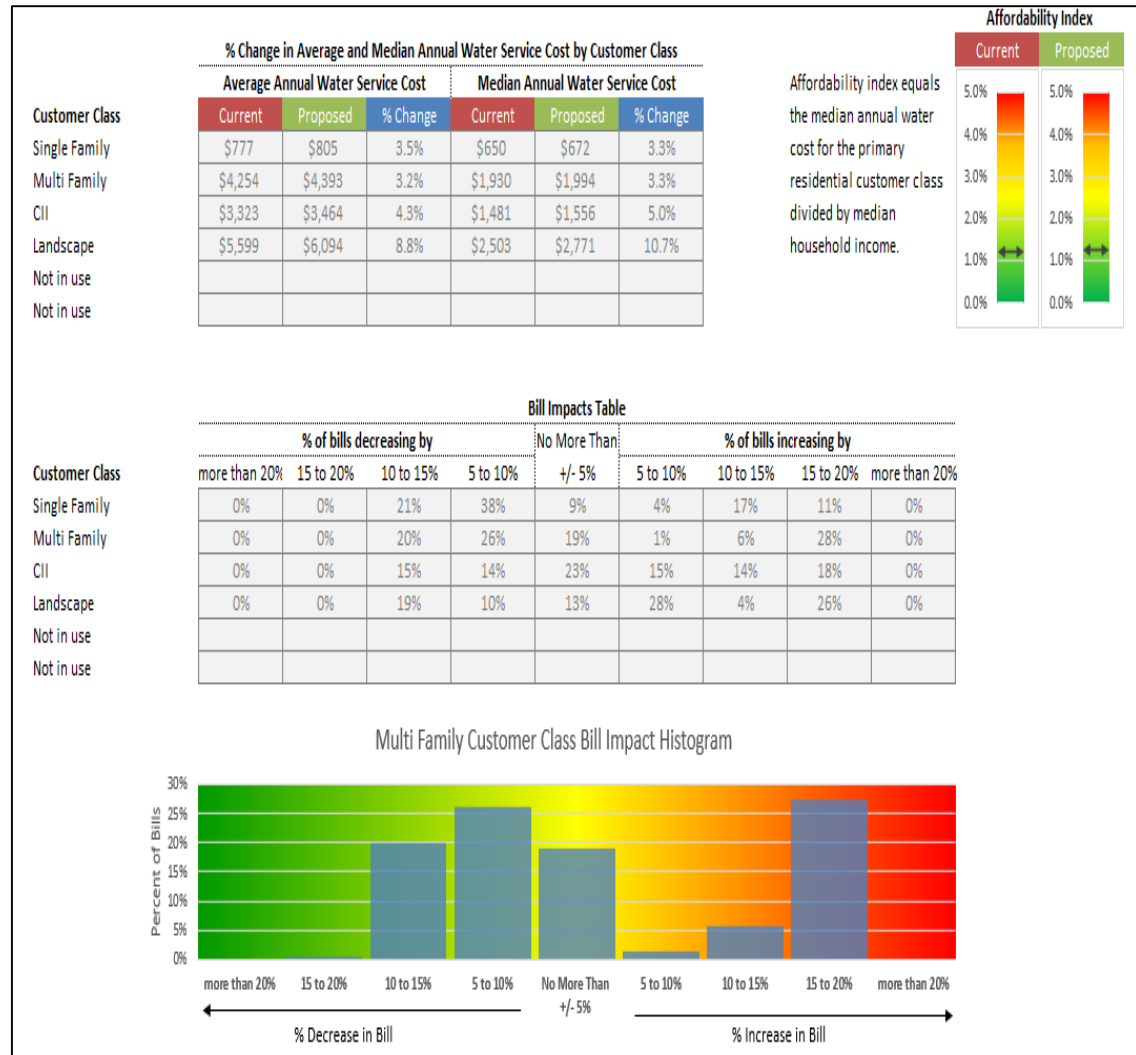 Affordability Index
% Change in Average and Median Annual Water Service Cost by Customer Class
Current Proposed
Average Annual Water Service Cost Median Annual Water Service Cost
Customer Class Current Proposed % Change Current Proposed % Change
Single Family $777 $805 3.5% $650 $672 3.3%
Multi Family $4,254 $4,393 3.2% $1,930 $1,994 3.3%
CII $3,323 $3,464 4.3% $1,481 $1,556 5.0%
Landscape $5,599 $6,094 8.8% $2,503 $2,771 10.7%
Not in use
Not in use
Affordability index equals
the median annual water
cost for the primary
residential customer class
divided by median
household income.
5.0% 5.0%
4.0% 4.0%
3.0% 3.0%
2.0% 2.0%
1.0% 1.0%
0.0% 0.0%
Bill Impacts Table
% of bills decreasing by No More Than % of bills increasing by
Customer Class more than 20% 15 to 20% 10 to 15% 5 to 10% +/- 5% 5 to 10% 10 to 15% 15 to 20% more than 20%
Single Family 0% 0% 21% 38% 9% 4% 17% 11% 0%
Multi Family 0% 0% 20% 26% 19% 1% 6% 28% 0%
CII 0% 0% 15% 14% 23% 15% 14% 18% 0%
Landscape 0% 0% 19% 10% 13% 28% 4% 26% 0%
Not in use
Not in use
Multi Family Customer Class Bill Impact Histogram
Percent of Bills
30%
25%
20%
15%
10%
5%
0%
more than 20% 15 to 20% 10 to 15% 5 to 10% No More Than 5 to 10% 10 to 15% 15 to 20% more than 20%
+/- 5%
% Decrease in Bill % Increase in Bill